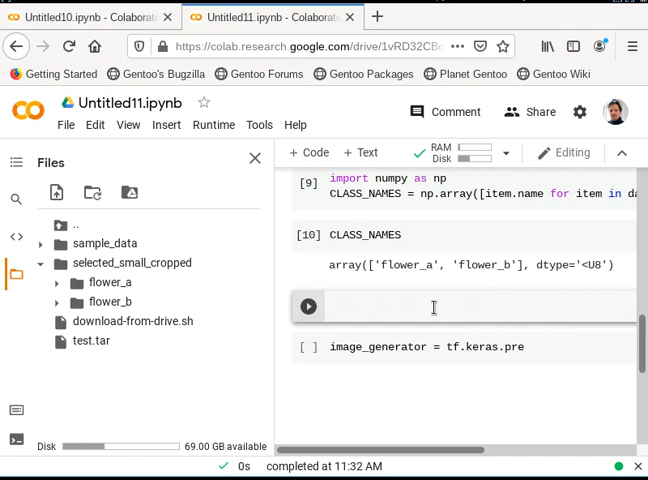 Untitled10.ipynb - Colaborat
Untitled11.ipynb - Colaborat
https://colab.research.google.com/drive/1vRD32CBc
Getting Started
Gentoo's Bugzilla
Gentoo Forums
Gentoo Packages
Planet Gentoo
Gentoo Wiki
Untitled11.ipynb
Comment
Share
File Edit View Insert Runtime Tools Help
Files
+ Code + Text
RAM
Disk
Editing
..
sample_data
selected_small_cropped
flower_a
flower_b
download-from-drive.sh
test.tar
Disk
69.00 GB available
[9] import numpy as np
CLASS_NAMES = np.array([item.name for item in da
[10] CLASS_NAMES
array(['flower_a', 'flower_b'], dtype='<U8')
[ ] image_generator = tf.keras.pre
0s completed at 11:32 AM